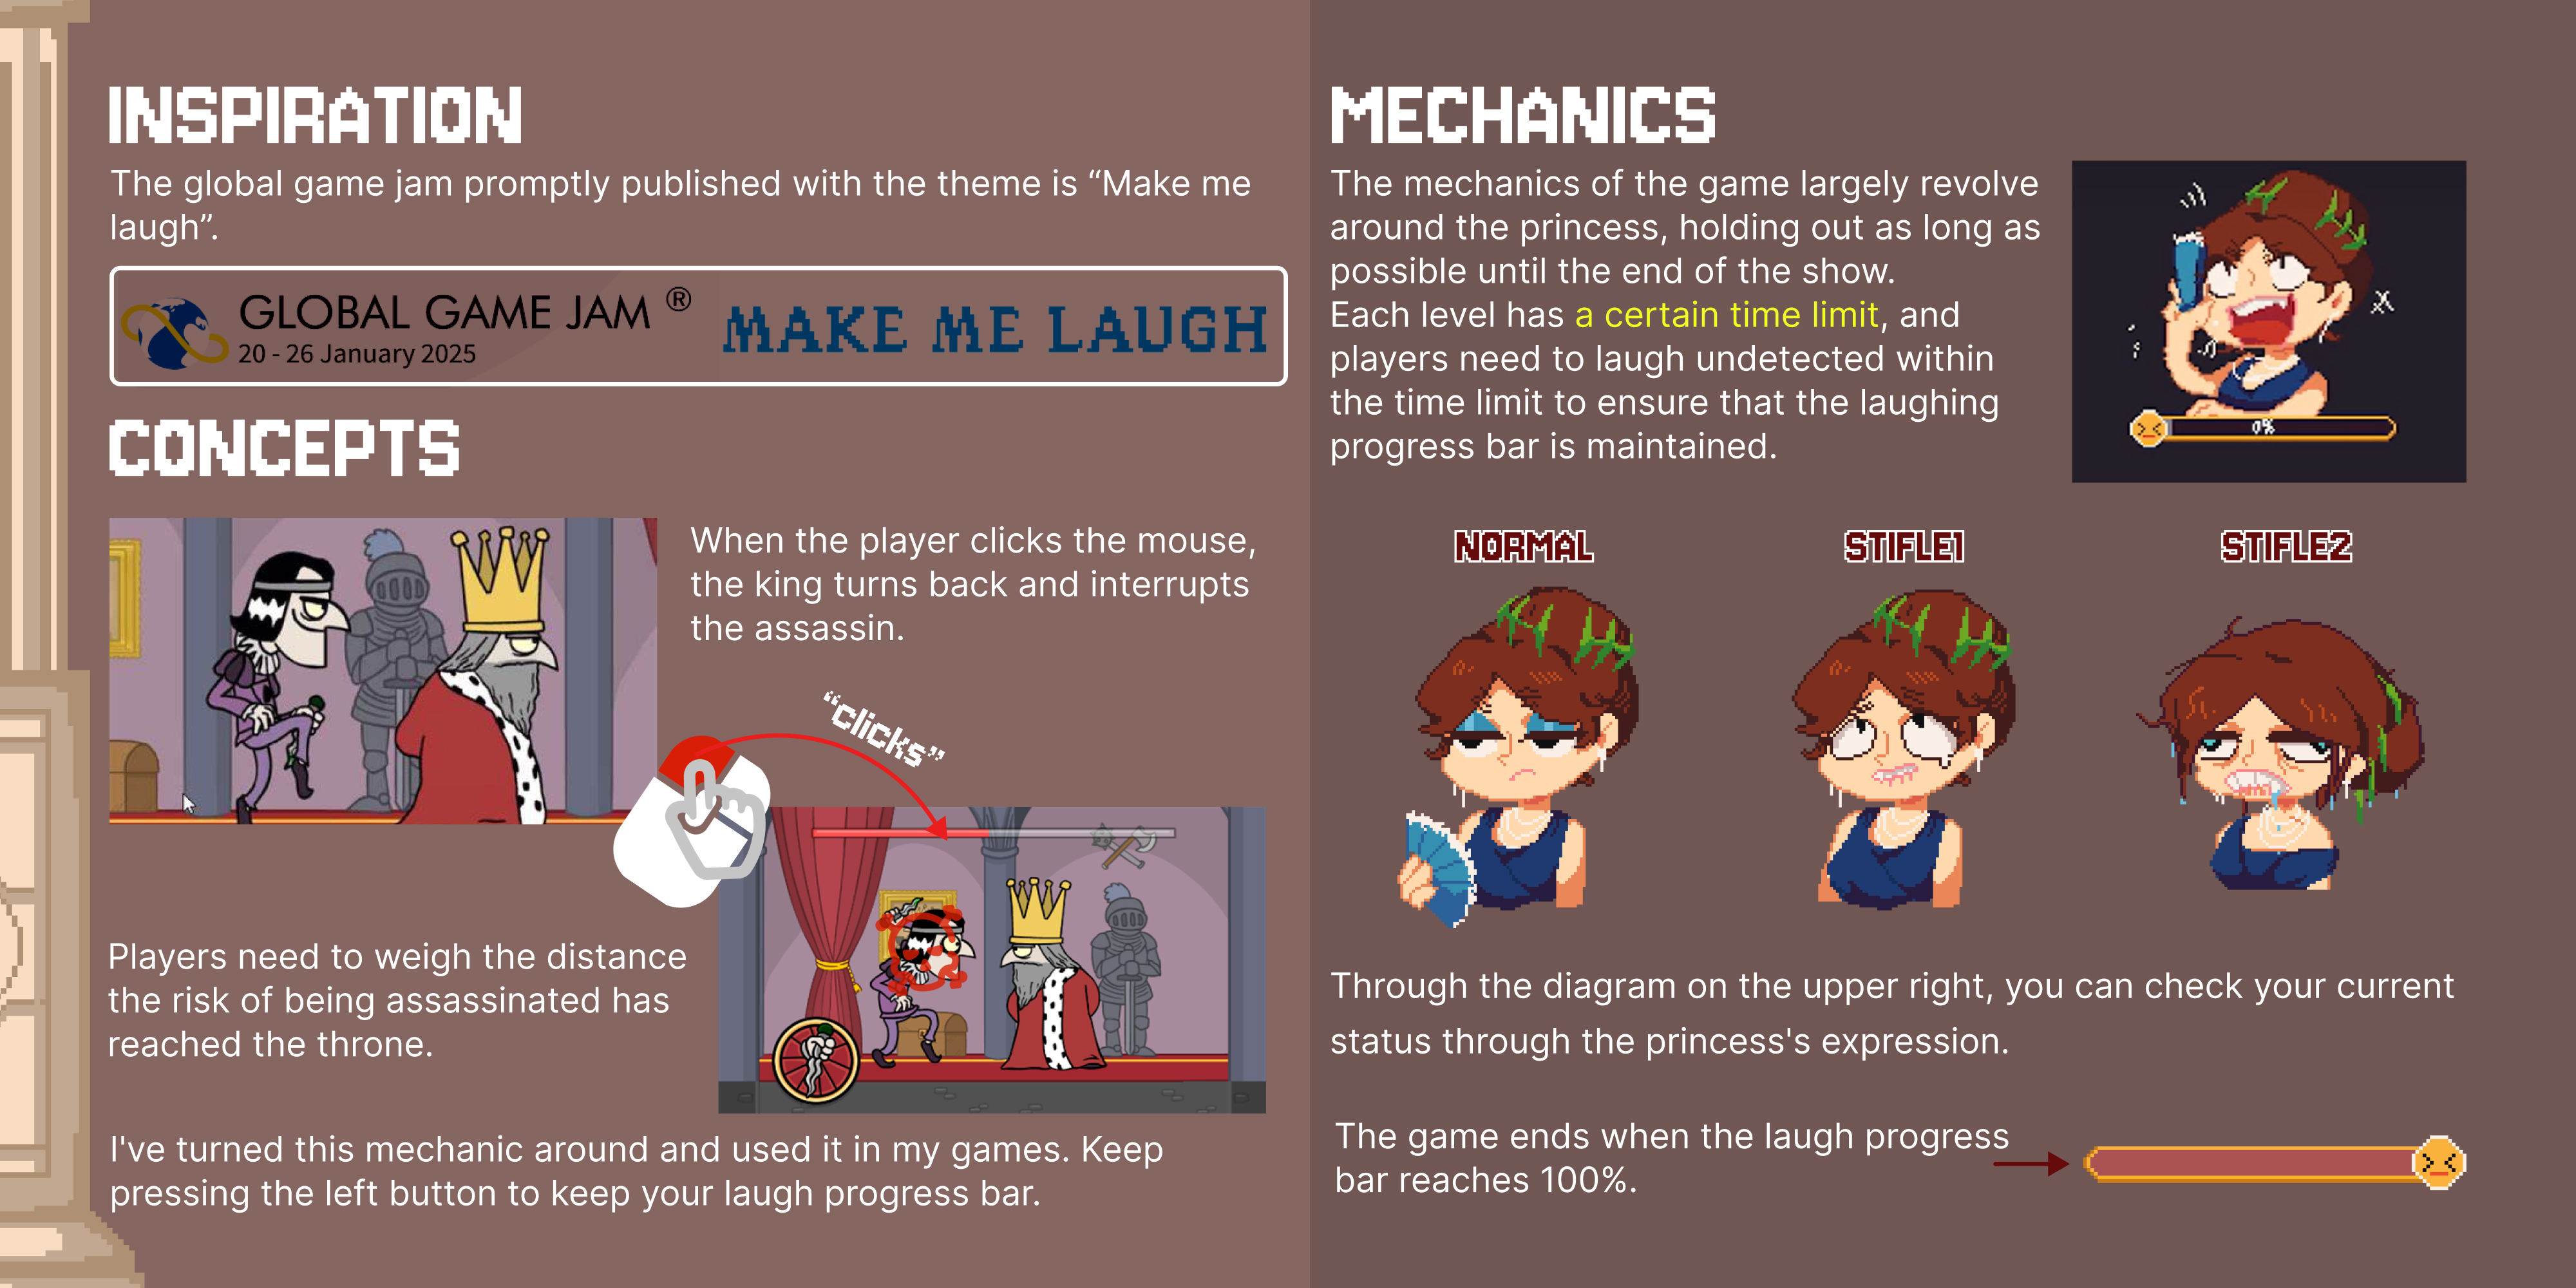 INSPIRATION
The global game jam promptly published with the theme is “Make me
laugh”.
GLOBAL GAME JAM ®
20 - 26 January 2025
MAKE ME LAUGH
CONCEPTS
When the player clicks the mouse,
the king turns back and interrupts
the assassin.
“clicks”
Players need to weigh the distance
the risk of being assassinated has
reached the throne.
I've turned this mechanic around and used it in my games. Keep
pressing the left button to keep your laugh progress bar.
MECHANICS
The mechanics of the game largely revolve
around the princess, holding out as long as
possible until the end of the show.
Each level has a certain time limit, and
players need to laugh undetected within
the time limit to ensure that the laughing
progress bar is maintained.
0%
NORMAL
STIFLE1
STIFLE2
Through the diagram on the upper right, you can check your current
status through the princess's expression.
The game ends when the laugh progress
bar reaches 100%.